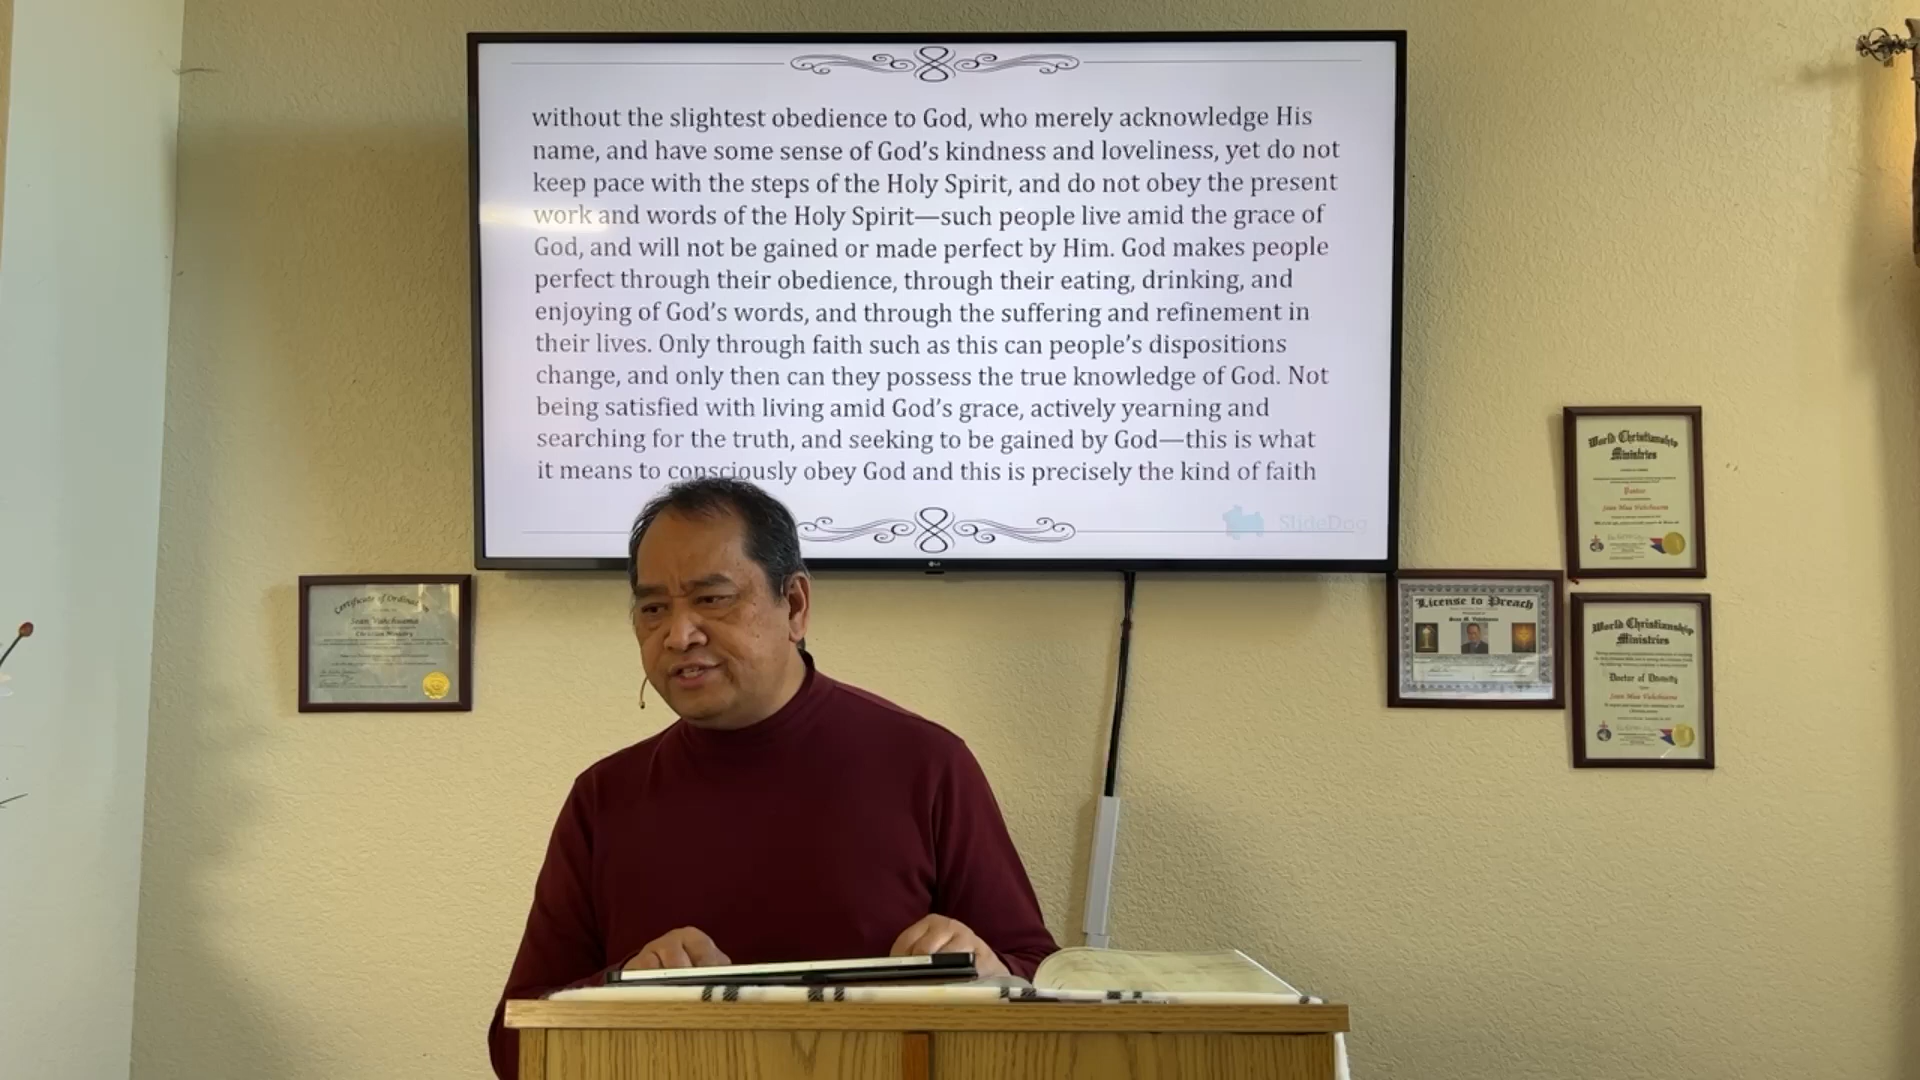 without the slightest obedience to God, who merely acknowledge His
name, and have some sense of God's kindness and loveliness, yet do not
keep pace with the steps of the Holy Spirit, and do not obey the present
work and words of the Holy Spirit—such people live amid the grace of
God, and will not be gained or made perfect by Him. God makes people
perfect through their obedience, through their eating, drinking, and
enjoying of God's words, and through the suffering and refinement in
their lives. Only through faith such as this can people's dispositions
change, and only then can they possess the true knowledge of God. Not
being satisfied with living amid God's grace, actively yearning and
searching for the truth, and seeking to be gained by God—this is what
it means to consciously obey God and this is precisely the kind of faith
SlideDog
LG
Certificate of Ordination
Christian Ministry
License to Preach
World Christianship
Ministries
Pastor
World Christianship
Ministries
Doctor of Divinity